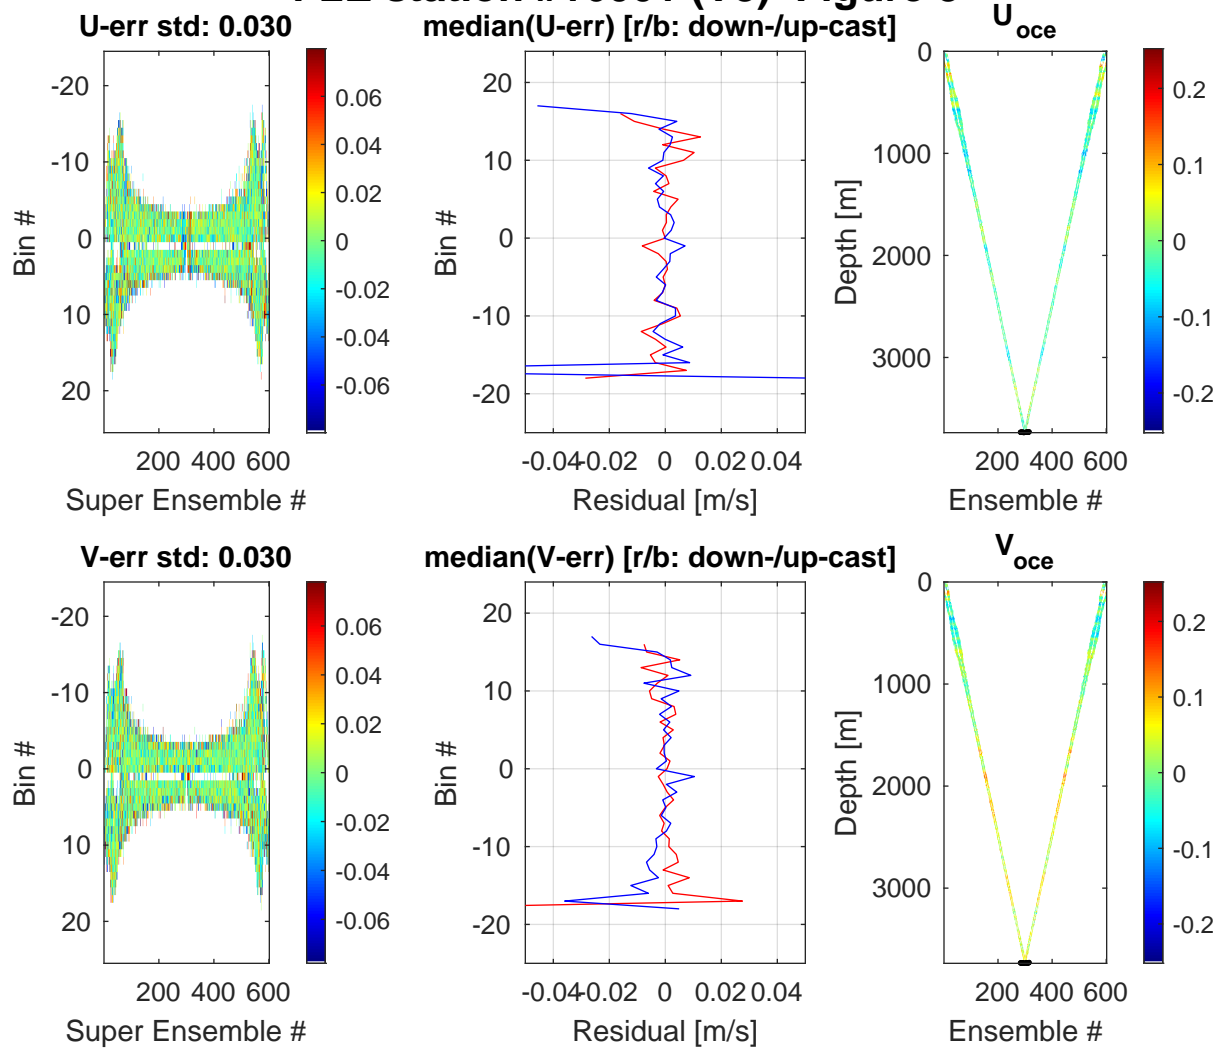 U-err std: 0.030
median(U-err) [r/b: down-/up-cast]
U oce
-20
-10
0
10
20
Bin #
200 400 600
Super Ensemble #
0.06
0.04
0.02
0
-0.02
-0.04
-0.06
20
10
0
-10
-20
Bin #
-0.04 -0.02 0 0.02 0.04
Residual [m/s]
0
1000
2000
3000
Depth [m]
200 400 600
Ensemble #
0.2
0.1
0
-0.1
-0.2
V-err std: 0.030
median(V-err) [r/b: down-/up-cast]
V oce
-20
-10
0
10
20
Bin #
200 400 600
Super Ensemble #
0.06
0.04
0.02
0
-0.02
-0.04
-0.06
20
10
0
-10
-20
Bin #
-0.04 -0.02 0 0.02 0.04
Residual [m/s]
0
1000
2000
3000
Depth [m]
200 400 600
Ensemble #
0.2
0.1
0
-0.1
-0.2